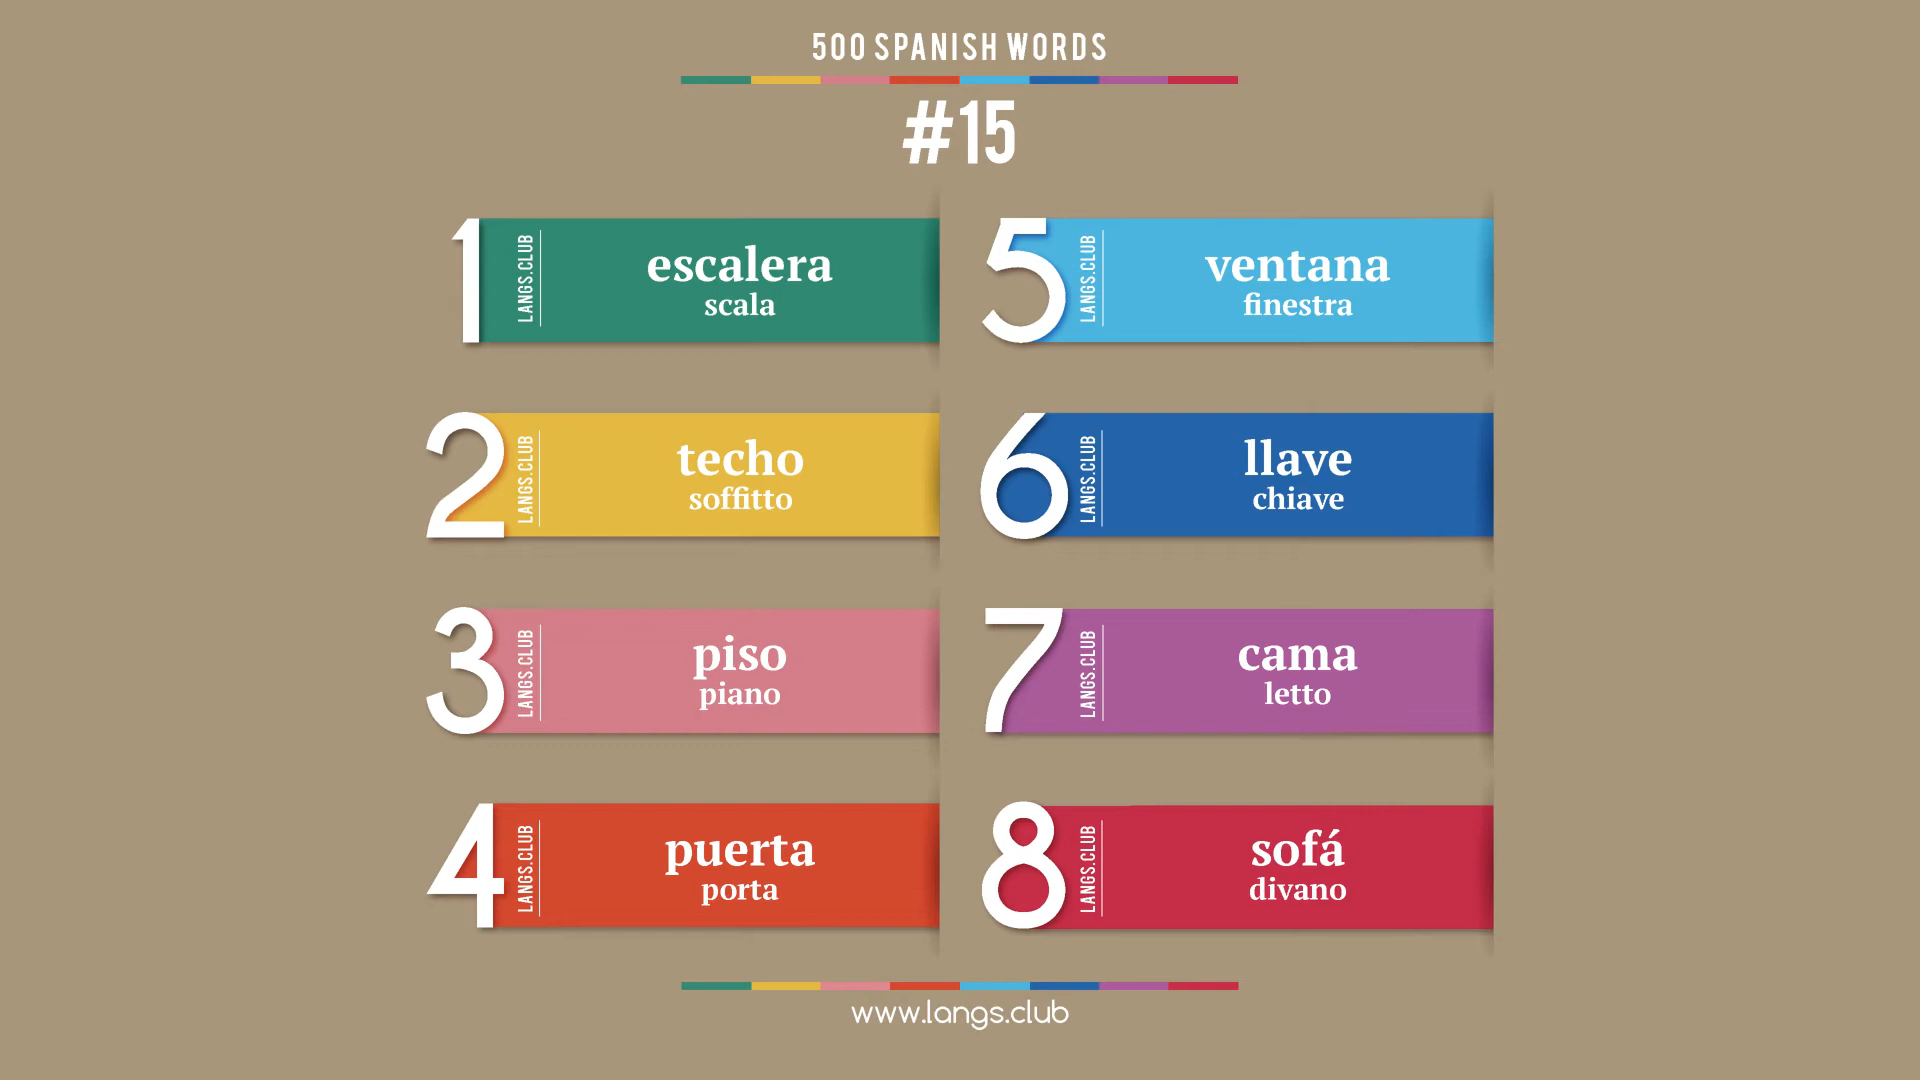 500 SPANISH WORDS
#15
1
LANGS.CLUB
escalera
scala
2
LANGS.CLUB
techo
soffitto
3
LANGS.CLUB
piso
piano
4
LANGS.CLUB
puerta
porta
5
LANGS.CLUB
ventana
finestra
6
LANGS.CLUB
llave
chiave
7
LANGS.CLUB
cama
letto
8
LANGS.CLUB
sofá
divano
www.langs.club